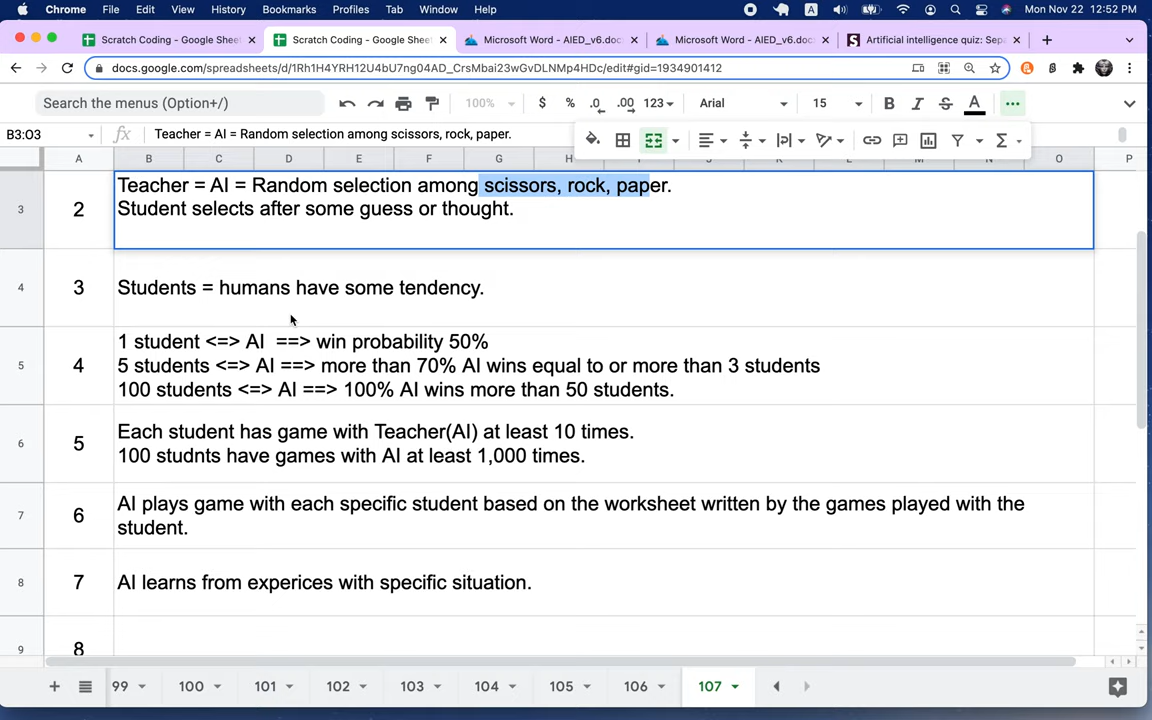 Chrome File Edit View History Bookmarks Profiles Tab Window Help Mon Nov 22 12:52 PM
Scratch Coding - Google Sheet Scratch Coding - Google Sheet Microsoft Word - AIED_v6.doc Microsoft Word - AIED_v6.doc Artificial intelligence quiz: Sep
docs.google.com/spreadsheets/d/1Rh1H4YRH12U4bU7ng04AD_CrsMbai23wGvDLNMp4HDc/edit#gid=1934901412
Search the menus (Option+/) 100% $ % .0 .00 123 Arial 15 B I S A
B3:O3 fx Teacher = AI = Random selection among scissors, rock, paper.
A B C D E F G H O P
3 2 Teacher = AI = Random selection among scissors, rock, paper.
Student selects after some guess or thought.
4 3 Students = humans have some tendency.
1 student <=> AI ==> win probability 50%
5 4 5 students <=> AI ==> more than 70% AI wins equal to or more than 3 students
100 students <=> AI ==> 100% AI wins more than 50 students.
6 5 Each student has game with Teacher(AI) at least 10 times.
100 studnts have games with AI at least 1,000 times.
7 6 AI plays game with each specific student based on the worksheet written by the games played with the
student.
8 7 AI learns from experices with specific situation.
9 8
99 100 101 102 103 104 105 106 107